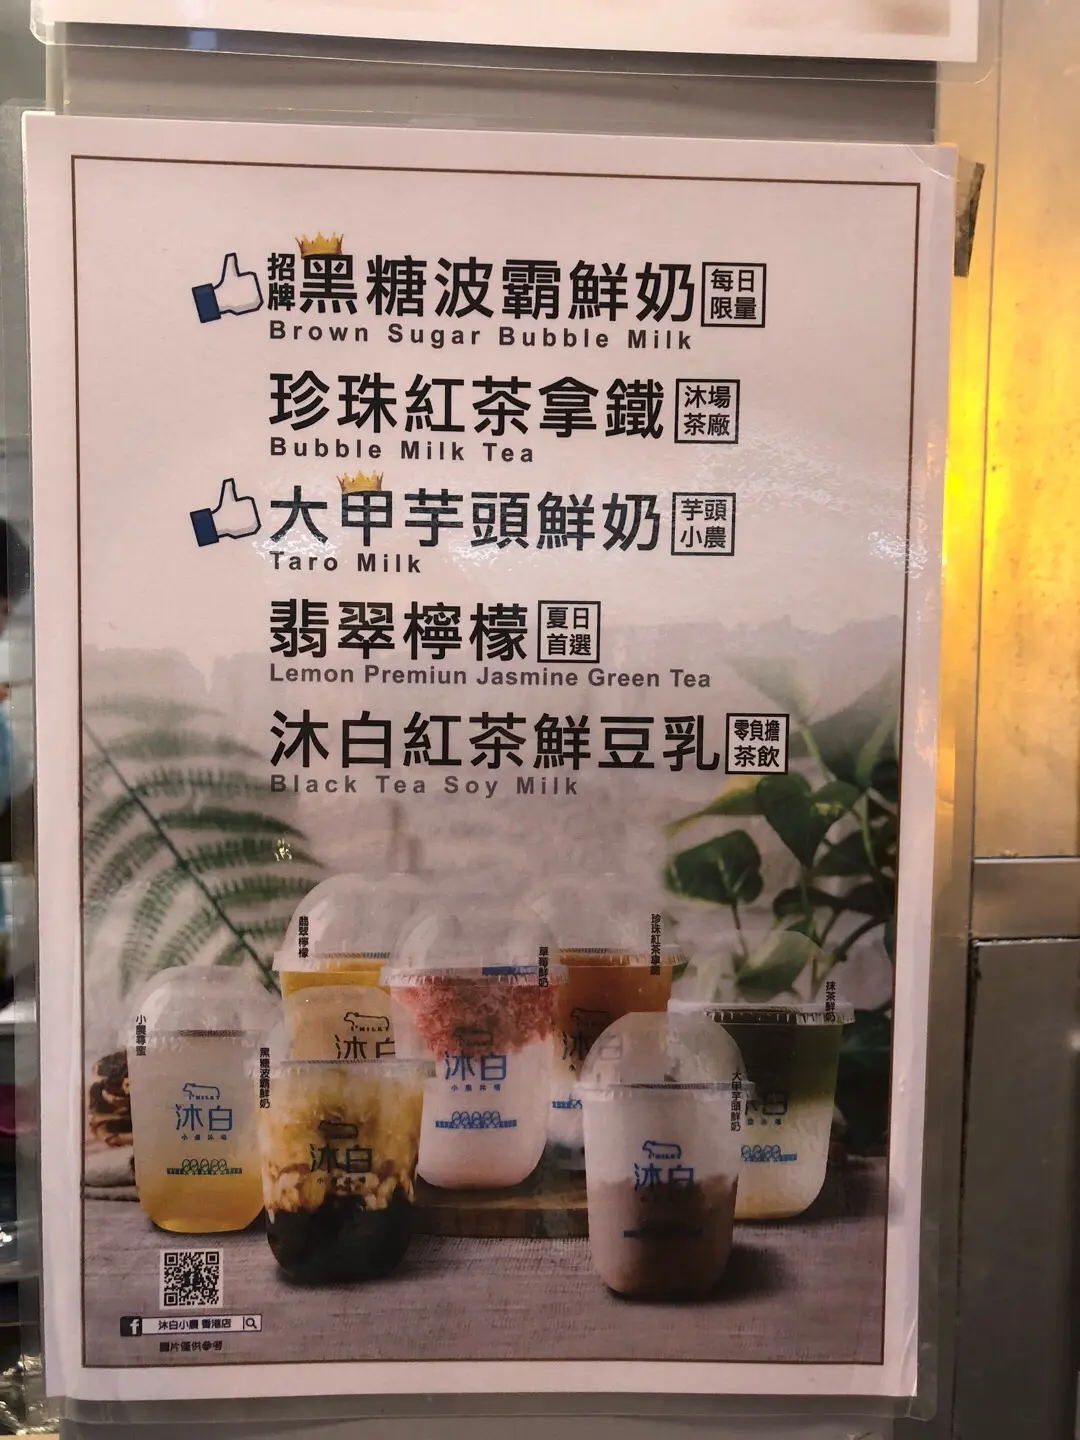 招牌 黑糖波霸鮮奶 每日限量
Brown Sugar Bubble Milk
珍珠紅茶拿鐵 沐場茶廠
Bubble Milk Tea
大甲芋頭鮮奶 芋頭小農
Taro Milk
翡翠檸檬 夏日首選
Lemon Premiun Jasmine Green Tea
沐白紅茶鮮豆乳 零負擔茶飲
Black Tea Soy Milk
翡翠檸檬
草莓鮮奶
珍珠紅茶拿鐵
抹茶鮮奶
小農蜂蜜
黑糖波霸鮮奶
大甲芋頭鮮奶
MILK
沐白
MILK
沐白
沐白
MILK
沐白
MILK
沐白
f 沐白小農 香港店
圖片僅供參考